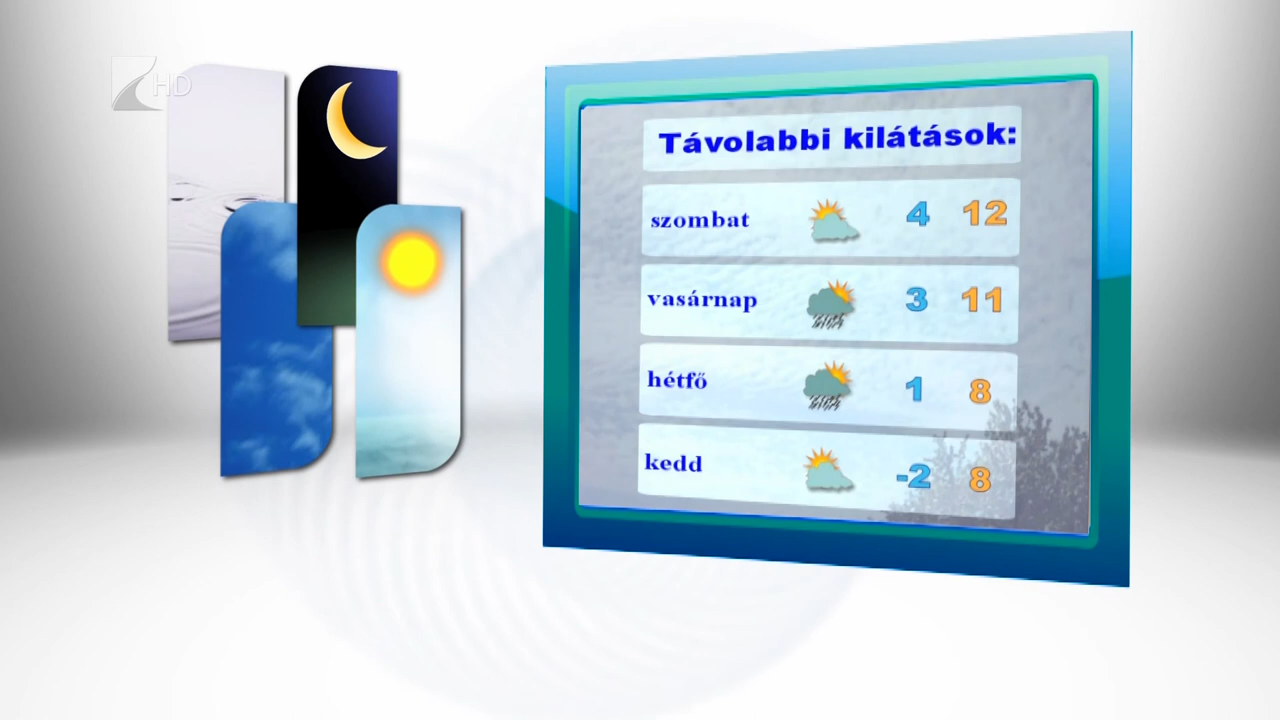 HD
Távolabbi kilátások:
szombat 4 12
vasárnap 3 11
hétfő 1 8
kedd -2 8